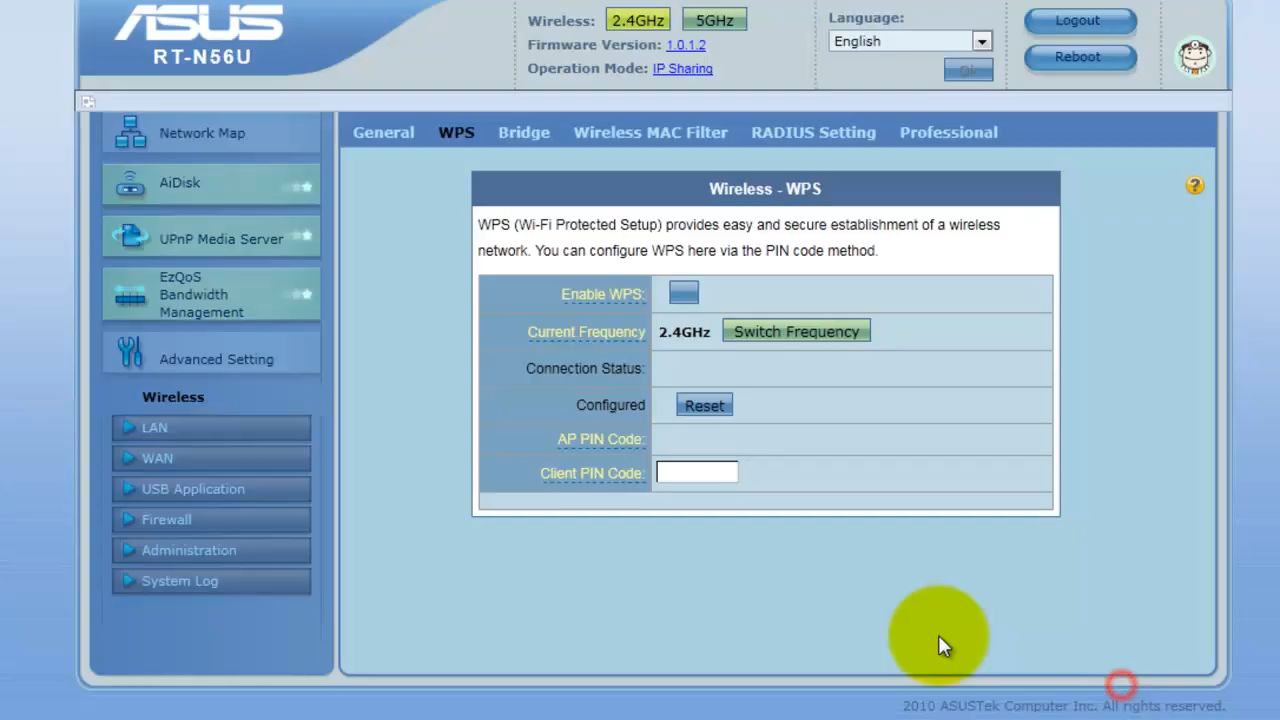 ASUS
RT-N56U
Wireless: 2.4GHz 5GHz
Firmware Version: 1.0.1.2
Operation Mode: IP Sharing
Language:
English
Logout
Reboot
Network Map
AiDisk
UPnP Media Server
EzQoS
Bandwidth
Management
Advanced Setting
Wireless
LAN
WAN
USB Application
Firewall
Administration
System Log
General WPS Bridge Wireless MAC Filter RADIUS Setting Professional
Wireless - WPS
WPS (Wi-Fi Protected Setup) provides easy and secure establishment of a wireless
network. You can configure WPS here via the PIN code method.
Enable WPS:
Current Frequency 2.4GHz Switch Frequency
Connection Status:
Configured Reset
AP PIN Code:
Client PIN Code:
2010 ASUSTek Computer Inc. All rights reserved.